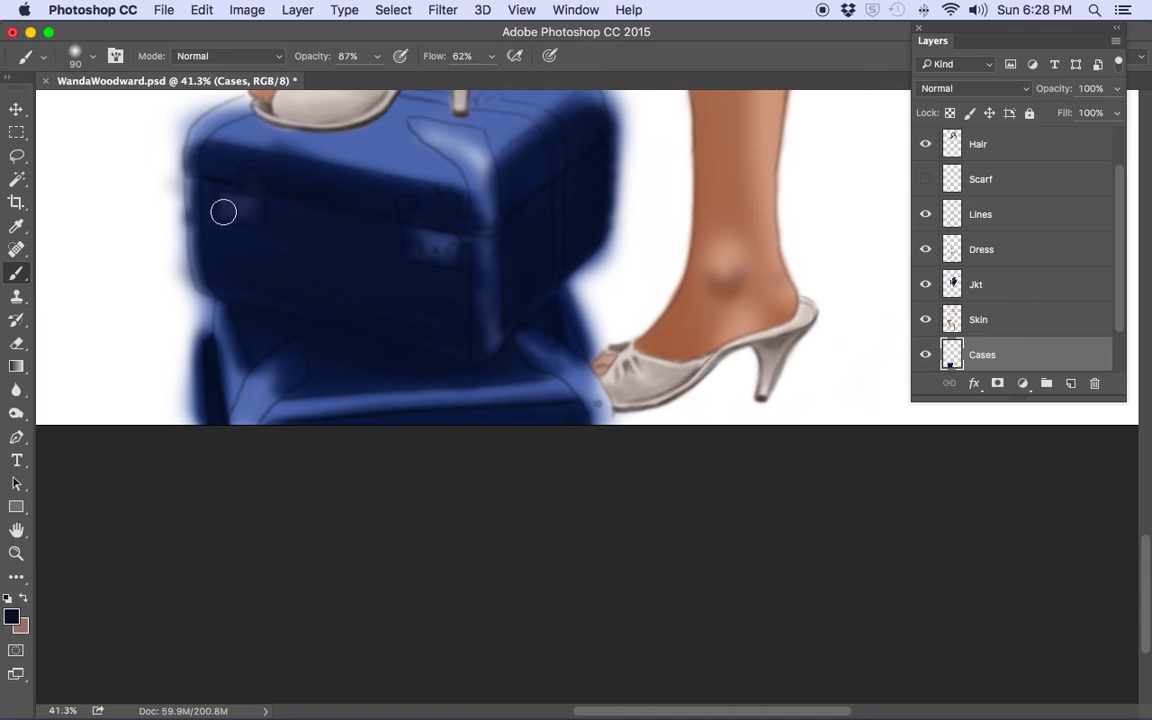 Photoshop CC File Edit Image Layer Type Select Filter 3D View Window Help Sun 6:28 PM
Adobe Photoshop CC 2015
90 Mode: Normal Opacity: 87% Flow: 62%
WandaWoodward.psd @ 41.3% (Cases, RGB/8) *
Layers
Kind
Normal Opacity: 100%
Lock: Fill: 100%
Hair
Scarf
Lines
Dress
Jkt
Skin
Cases
fx
41.3% Doc: 59.9M/200.8M